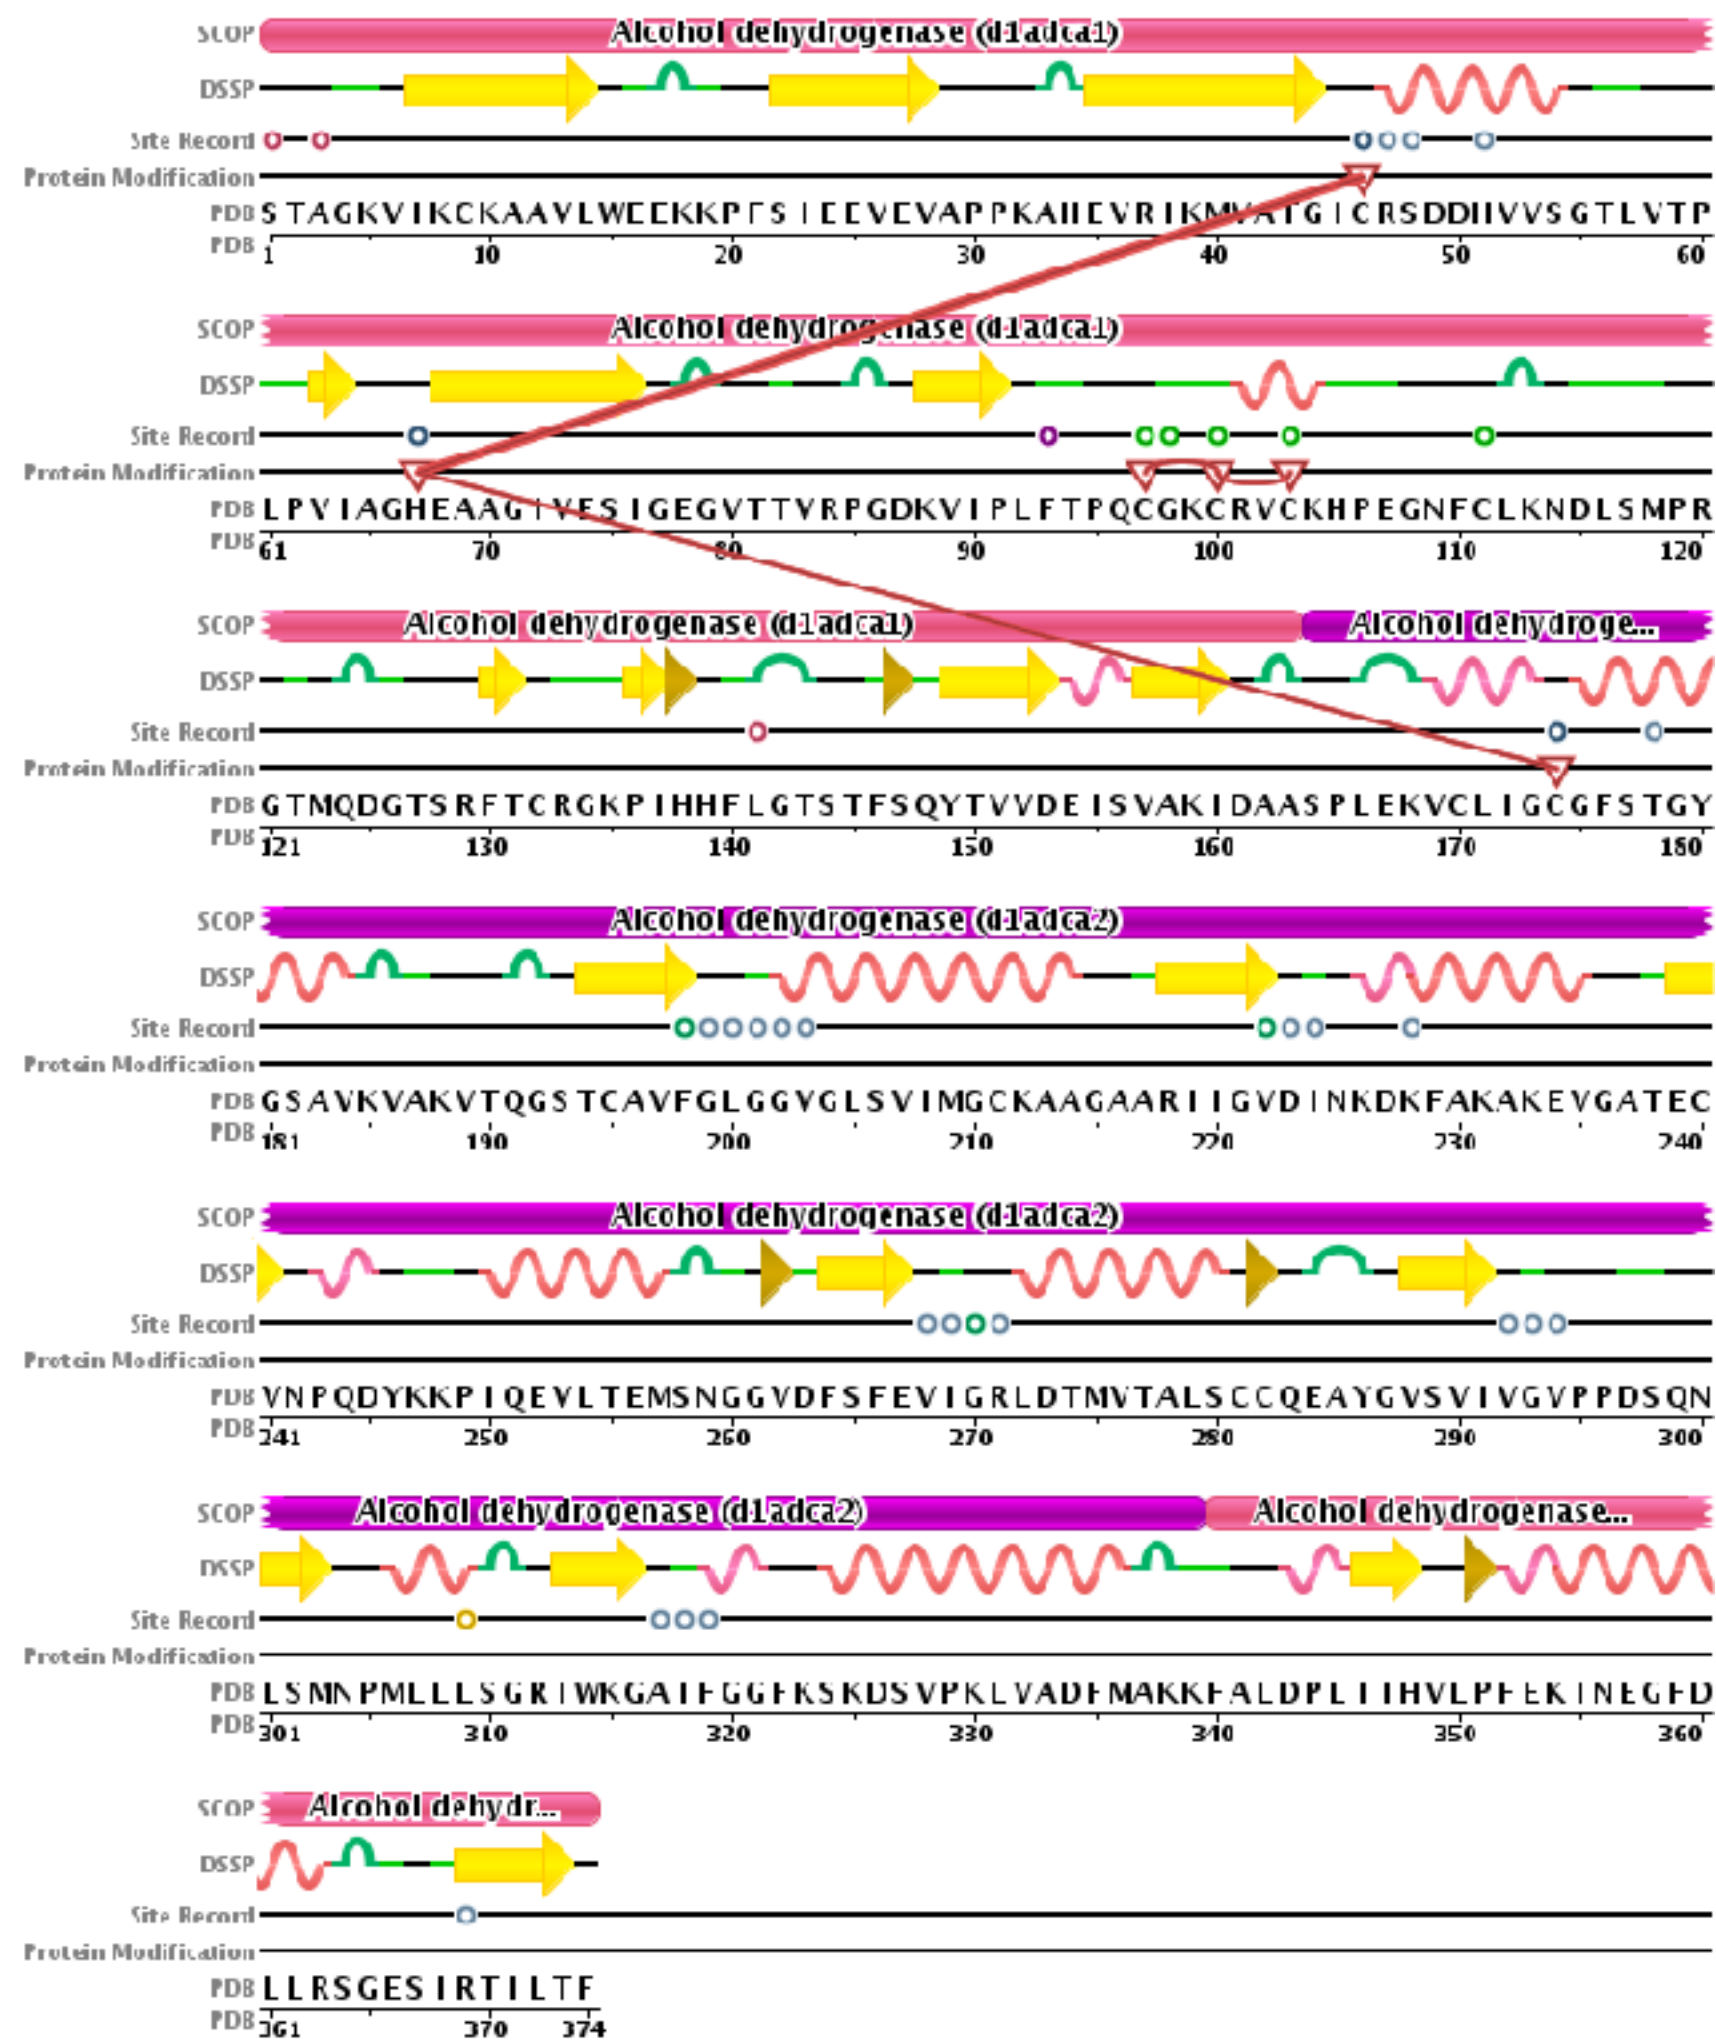 SCOP Alcohol dehydrogenase (d1adca1)
DSSP
Site Record
Protein Modification
PDB STAGKVIKCKAAVLWEEKKPFSIEEVEVAPPKAHEVRIKMVATGICRSDDHVVSGTLVTP
PDB 1 10 20 30 40 50 60
SCOP Alcohol dehydrogenase (d1adca1)
DSSP
Site Record
Protein Modification
PDB LPVIAGHEAAGIVESIGEGVTTVRPGDKVIPLFTPQCGKCRVCKHPEGNFCLKNDLSMPR
PDB 61 70 80 90 100 110 120
SCOP Alcohol dehydrogenase (d1adca1) Alcohol dehydroge...
DSSP
Site Record
Protein Modification
PDB GTMQDGTSRFTCRGKPIHHFLGTSTFSQYTVVDEISVAKIDAASPLEKVCLIGCGFSTGY
PDB 121 130 140 150 160 170 180
SCOP Alcohol dehydrogenase (d1adca2)
DSSP
Site Record
Protein Modification
PDB GSAVKVAKVTQGSTCAVFGLGGVGLSVIMGCKAAGAARIIGVDINKDKFAKAKEVGATEC
PDB 181 190 200 210 220 230 240
SCOP Alcohol dehydrogenase (d1adca2)
DSSP
Site Record
Protein Modification
PDB VNPQDYKKPIQEVLTEMSNGGVDFSFEVIGRLDTMVTALSCCQEAYGVSVIVGVPPDSQN
PDB 241 250 260 270 280 290 300
SCOP Alcohol dehydrogenase (d1adca2) Alcohol dehydrogenase...
DSSP
Site Record
Protein Modification
PDB LSMNPMLLLSGRTWKGAIFGGFKSKDSVPKLVADFMAKKFALDPLITHVLPFEKINEGFD
PDB 301 310 320 330 340 350 360
SCOP Alcohol dehydr...
DSSP
Site Record
Protein Modification
PDB LLRSGESIRTILTF
PDB 361 370 374